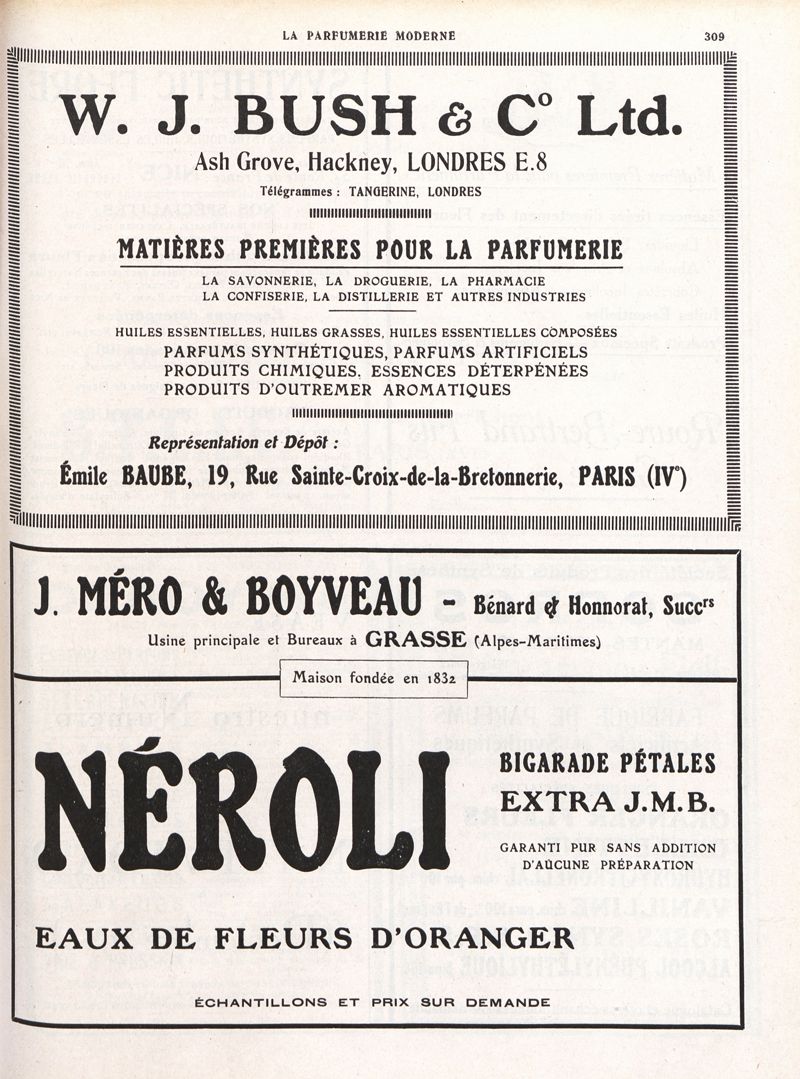 LA PARFUMERIE MODERNE 309
W. J. BUSH & Cº Ltd.
Ash Grove, Hackney, LONDRES E.8
Télégrammes : TANGERINE, LONDRES
MATIÈRES PREMIÈRES POUR LA PARFUMERIE
LA SAVONNERIE, LA DROGUERIE, LA PHARMACIE
LA CONFISERIE, LA DISTILLERIE ET AUTRES INDUSTRIES
HUILES ESSENTIELLES, HUILES GRASSES, HUILES ESSENTIELLES COMPOSÉES
PARFUMS SYNTHÉTIQUES, PARFUMS ARTIFICIELS
PRODUITS CHIMIQUES, ESSENCES DÉTERPÉNÉES
PRODUITS D'OUTREMER AROMATIQUES
Représentation et Dépôt :
Émile BAUBE, 19, Rue Sainte-Croix-de-la-Bretonnerie, PARIS (IVº)
J. MÉRO & BOYVEAU - Bénard & Honnorat, Succrs
Usine principale et Bureaux à GRASSE (Alpes-Maritimes)
Maison fondée en 1832
NÉROLI
BIGARADE PÉTALES
EXTRA J.M.B.
GARANTI PUR SANS ADDITION
D'AUCUNE PRÉPARATION
EAUX DE FLEURS D'ORANGER
ÉCHANTILLONS ET PRIX SUR DEMANDE